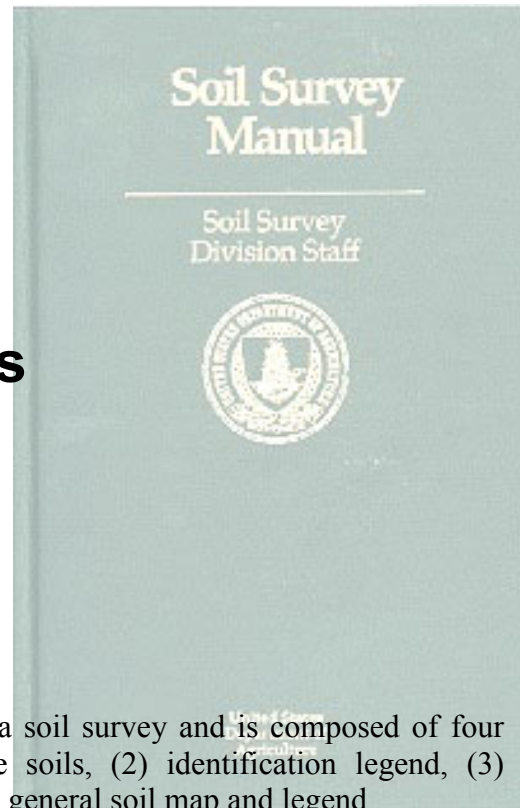 Soil Survey
Manual
Soil Survey
Division Staff
s
a soil survey and is composed of four
e soils, (2) identification legend, (3)
general soil map and legend